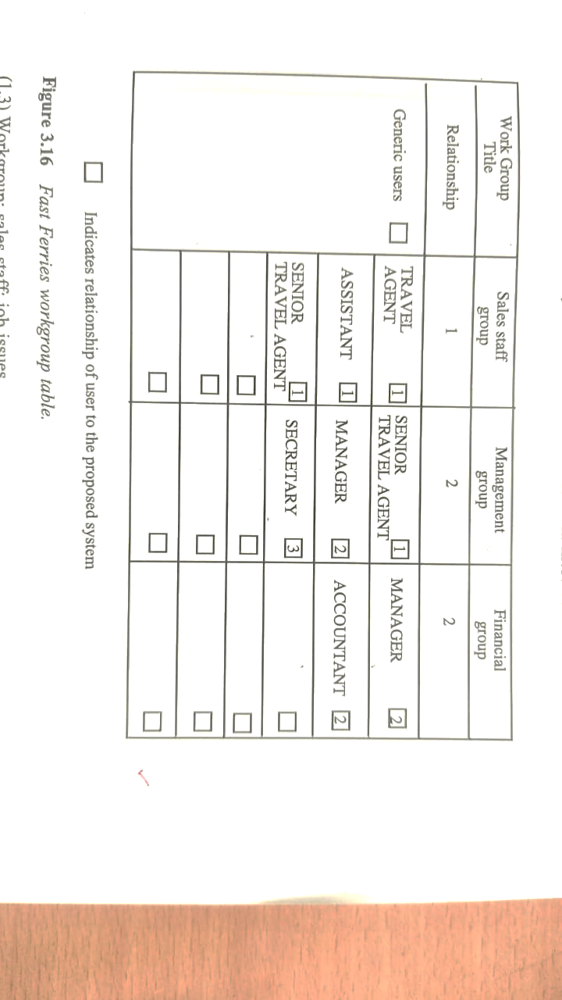 Work Group Title
Sales staff group
Management group
Financial group
Relationship
1
2
2
Generic users
TRAVEL AGENT 1
SENIOR TRAVEL AGENT 1
MANAGER 2
ASSISTANT 1
MANAGER 2
ACCOUNTANT 2
SENIOR TRAVEL AGENT 1
SECRETARY 3
Indicates relationship of user to the proposed system
Figure 3.16 Fast Ferries workgroup table.
(1.3) Workgroup: sales staff: job issues